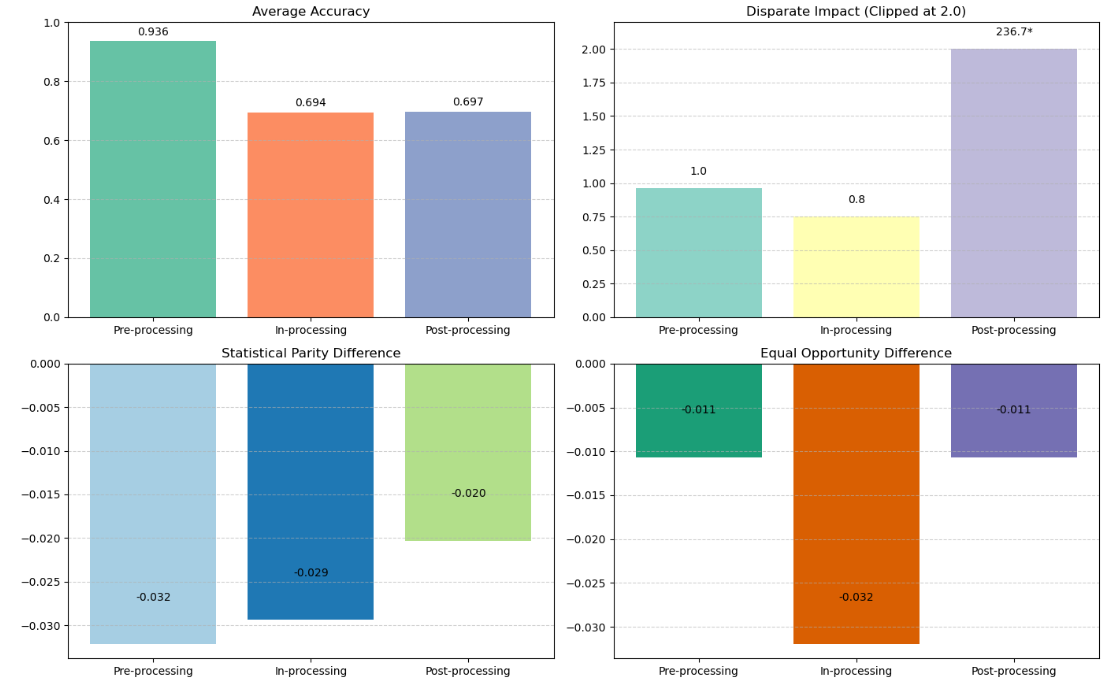 Average Accuracy
1.0
0.8
0.6
0.4
0.2
0.0
0.936
0.694
0.697
Pre-processing
In-processing
Post-processing
Disparate Impact (Clipped at 2.0)
2.00
1.75
1.50
1.25
1.00
0.75
0.50
0.25
0.00
1.0
0.8
236.7*
Pre-processing
In-processing
Post-processing
Statistical Parity Difference
0.000
−0.005
−0.010
−0.015
−0.020
−0.025
−0.030
-0.032
-0.029
-0.020
Pre-processing
In-processing
Post-processing
Equal Opportunity Difference
0.000
−0.005
−0.010
−0.015
−0.020
−0.025
−0.030
-0.011
-0.032
-0.011
Pre-processing
In-processing
Post-processing